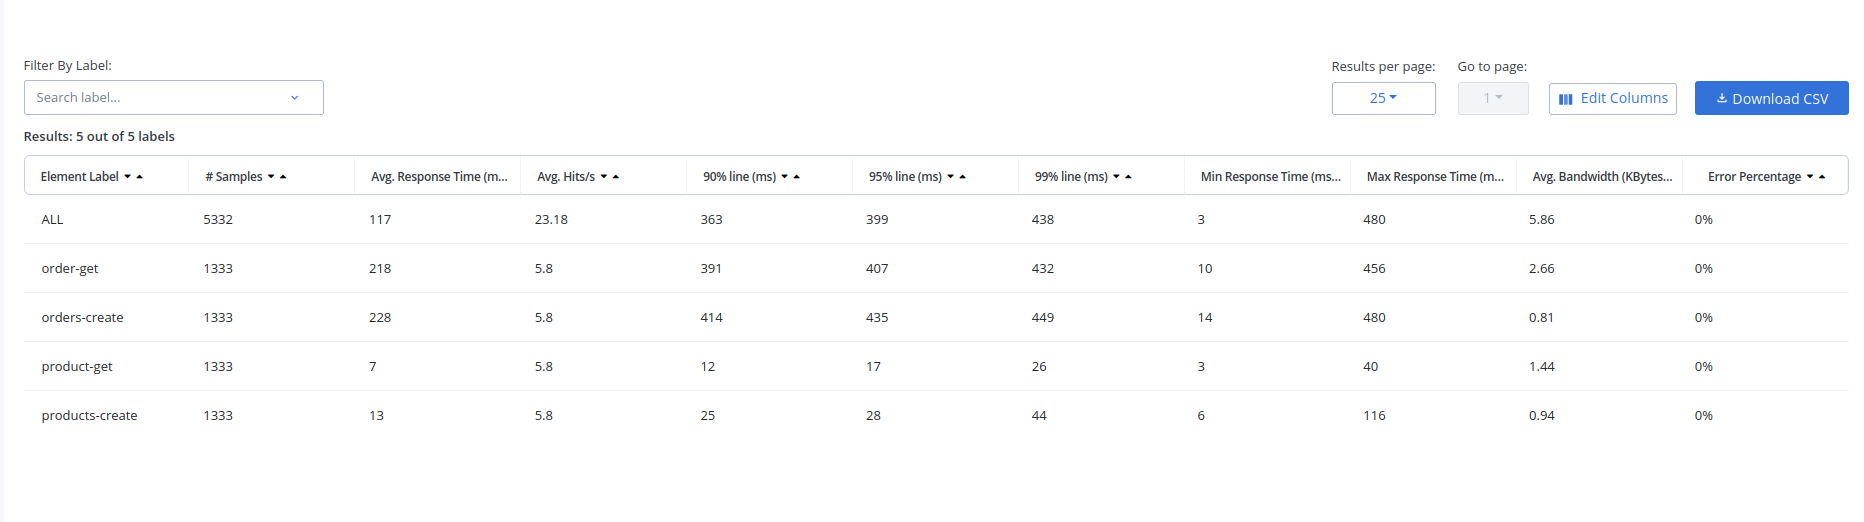 Filter By Label:
Search label...
Results per page:
25
Go to page:
1
Edit Columns
Download CSV
Results: 5 out of 5 labels
Element Label # Samples Avg. Response Time (m... Avg. Hits/s 90% line (ms) 95% line (ms) 99% line (ms) Min Response Time (ms... Max Response Time (m... Avg. Bandwidth (KBytes... Error Percentage
ALL 5332 117 23.18 363 399 438 3 480 5.86 0%
order-get 1333 218 5.8 391 407 432 10 456 2.66 0%
orders-create 1333 228 5.8 414 435 449 14 480 0.81 0%
product-get 1333 7 5.8 12 17 26 3 40 1.44 0%
products-create 1333 13 5.8 25 28 44 6 116 0.94 0%